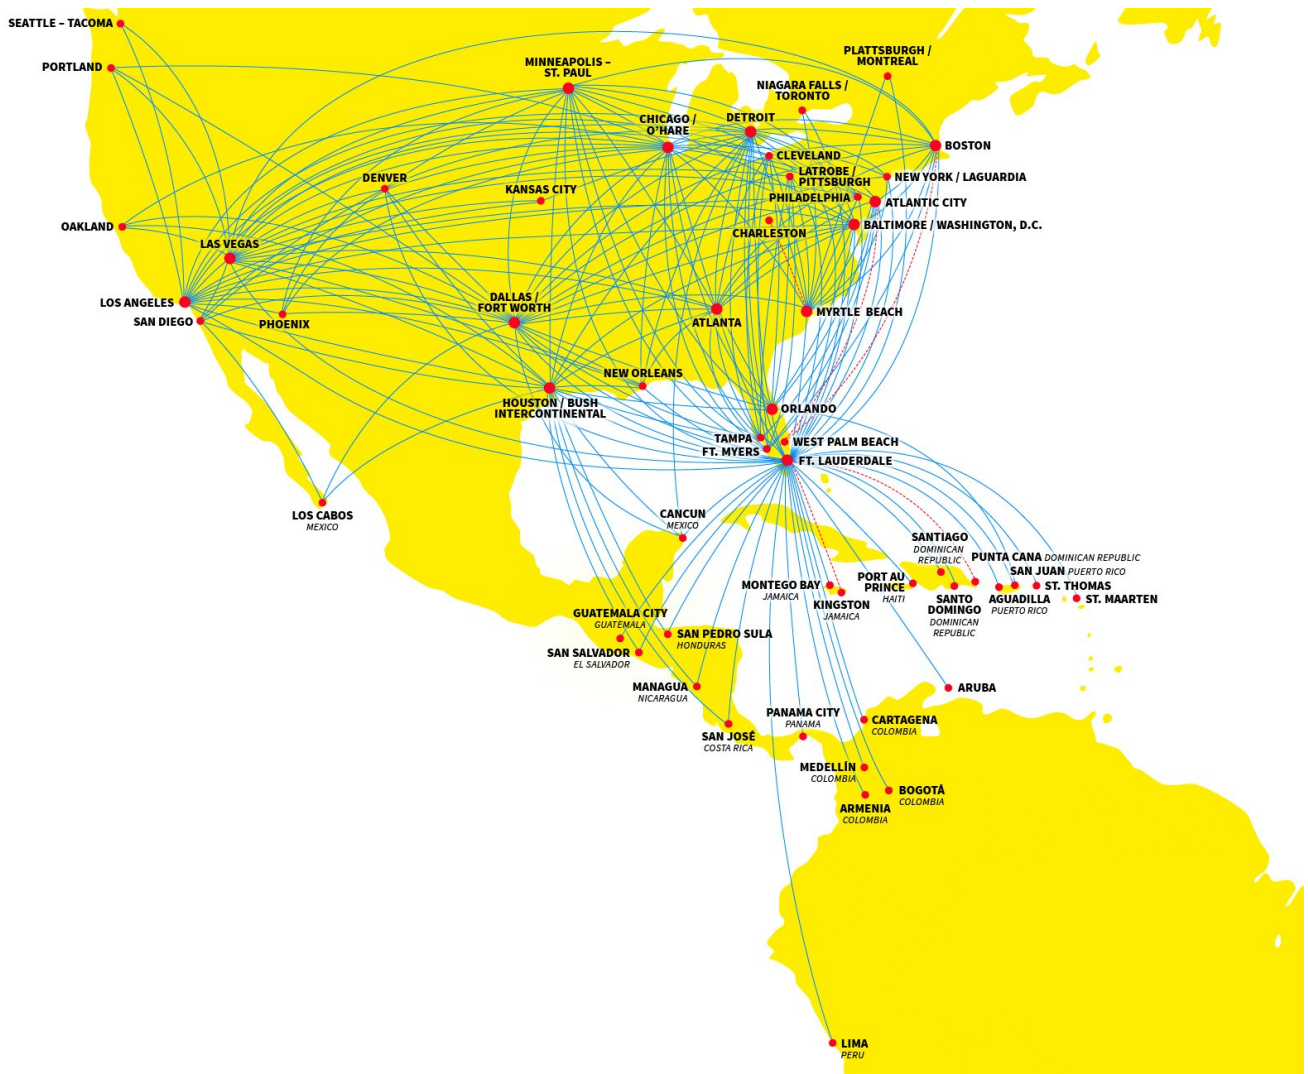 SEATTLE – TACOMA
PORTLAND
MINNEAPOLIS –
ST. PAUL
PLATTSBURGH /
MONTREAL
NIAGARA FALLS /
TORONTO
CHICAGO /
O'HARE
DETROIT
BOSTON
CLEVELAND
LATROBE /
PITTSBURGH
NEW YORK / LAGUARDIA
DENVER
KANSAS CITY
PHILADELPHIA
ATLANTIC CITY
OAKLAND
CHARLESTON
BALTIMORE / WASHINGTON, D.C.
LAS VEGAS
LOS ANGELES
SAN DIEGO
PHOENIX
DALLAS /
FORT WORTH
ATLANTA
MYRTLE BEACH
NEW ORLEANS
HOUSTON / BUSH
INTERCONTINENTAL
ORLANDO
TAMPA
WEST PALM BEACH
FT. MYERS
FT. LAUDERDALE
LOS CABOS
MEXICO
CANCUN
MEXICO
SANTIAGO
DOMINICAN
REPUBLIC
PUNTA CANA DOMINICAN REPUBLIC
SAN JUAN PUERTO RICO
MONTEGO BAY
JAMAICA
PORT AU
PRINCE
HAITI
ST. THOMAS
KINGSTON
JAMAICA
SANTO
DOMINGO
DOMINICAN
REPUBLIC
AGUADILLA
PUERTO RICO
ST. MAARTEN
GUATEMALA CITY
GUATEMALA
SAN PEDRO SULA
HONDURAS
SAN SALVADOR
EL SALVADOR
MANAGUA
NICARAGUA
ARUBA
PANAMA CITY
PANAMA
CARTAGENA
COLOMBIA
SAN JOSÉ
COSTA RICA
MEDELLÍN
COLOMBIA
BOGOTÁ
COLOMBIA
ARMENIA
COLOMBIA
LIMA
PERU